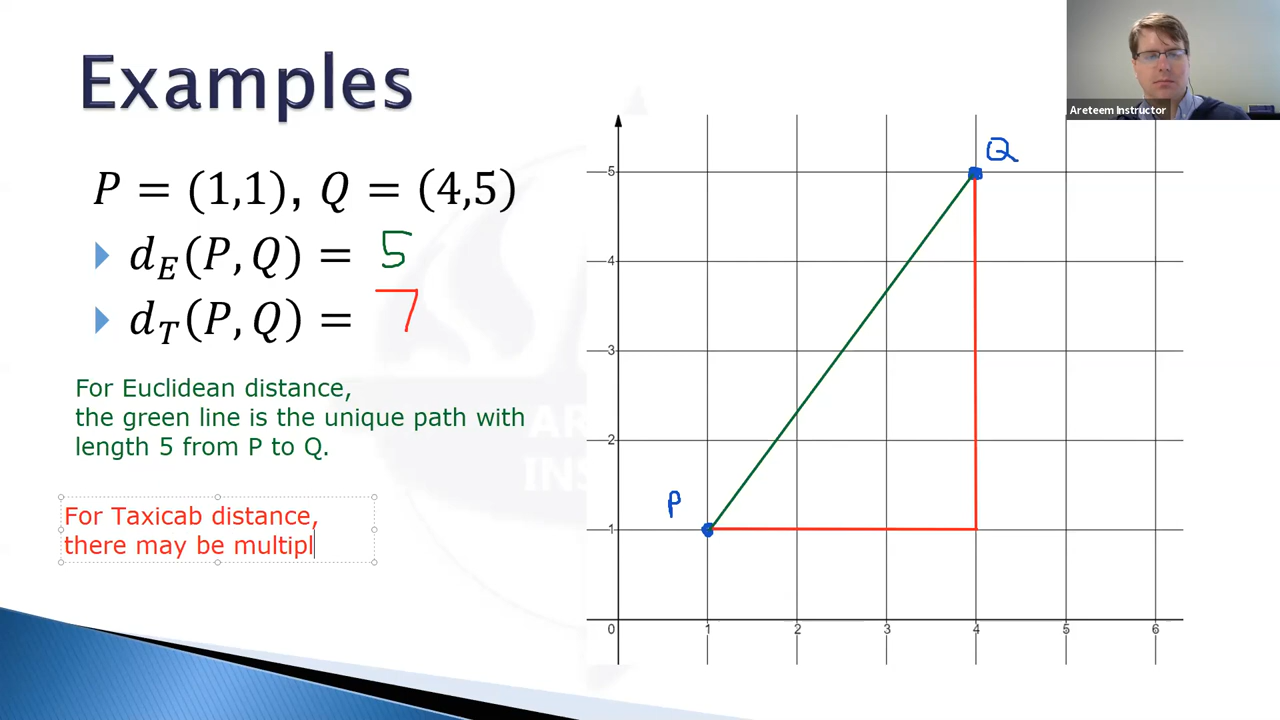 Examples
Areteem Instructor
P = (1,1), Q = (4,5)
d_E(P, Q) = 5
d_T(P, Q) = 7
For Euclidean distance,
the green line is the unique path with
length 5 from P to Q.
For Taxicab distance,
there may be multipl
Q
5
4
3
2
P
1
0 1 2 3 4 5 6